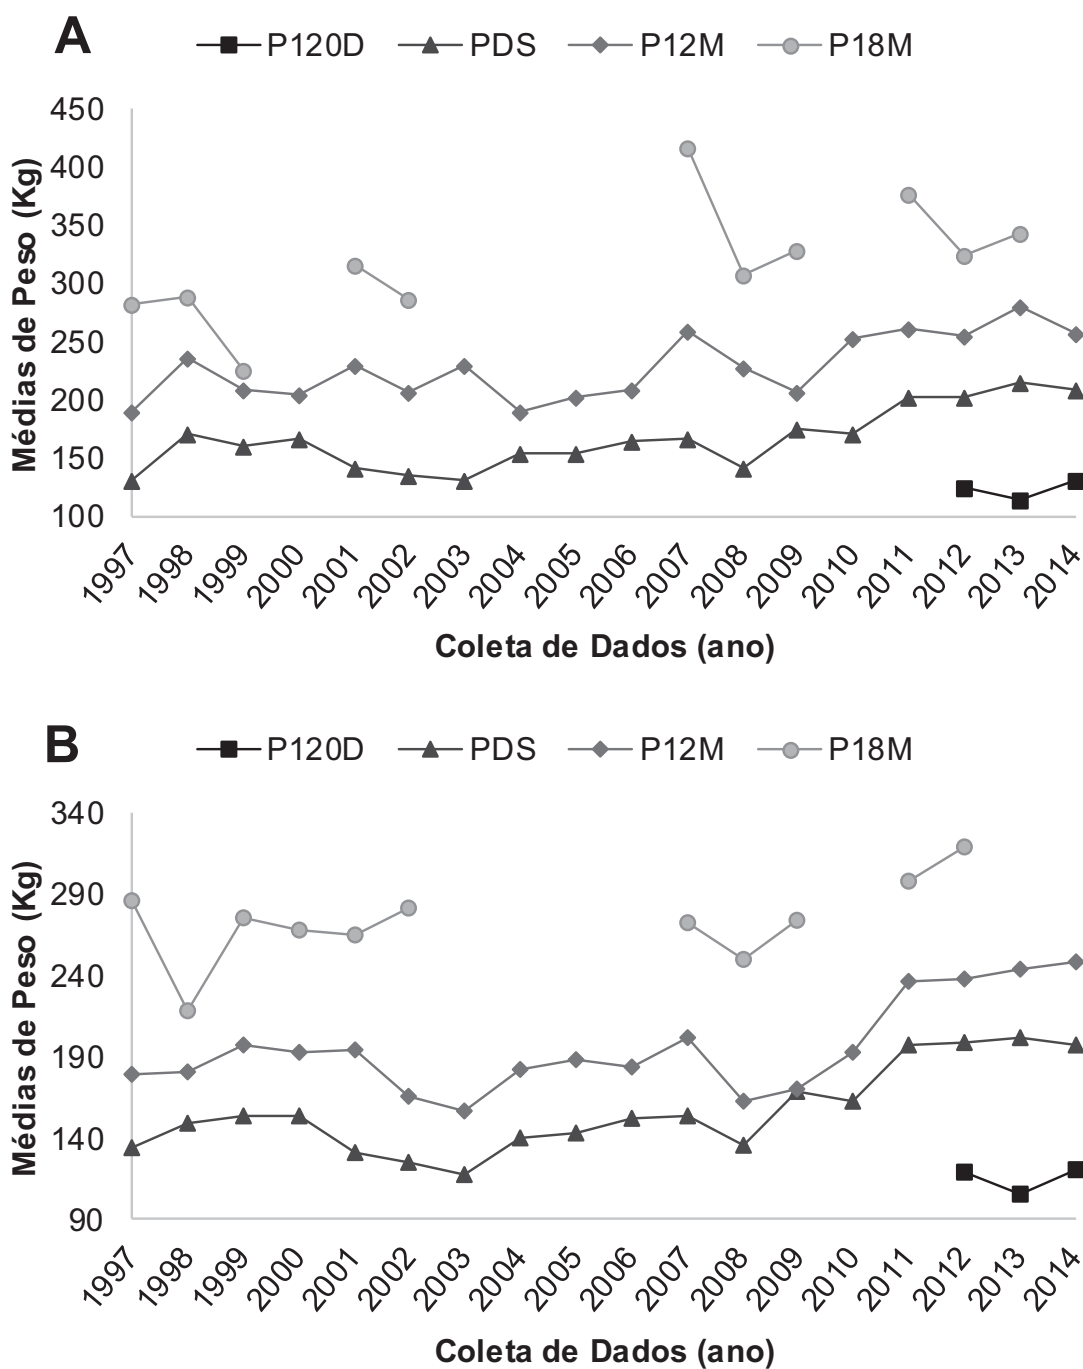 A
P120D PDS P12M P18M
Médias de Peso (Kg)
450
400
350
300
250
200
150
100
1997 1998 1999 2000 2001 2002 2003 2004 2005 2006 2007 2008 2009 2010 2011 2012 2013 2014
Coleta de Dados (ano)
B
P120D PDS P12M P18M
Médias de Peso (Kg)
340
290
240
190
140
90
1997 1998 1999 2000 2001 2002 2003 2004 2005 2006 2007 2008 2009 2010 2011 2012 2013 2014
Coleta de Dados (ano)